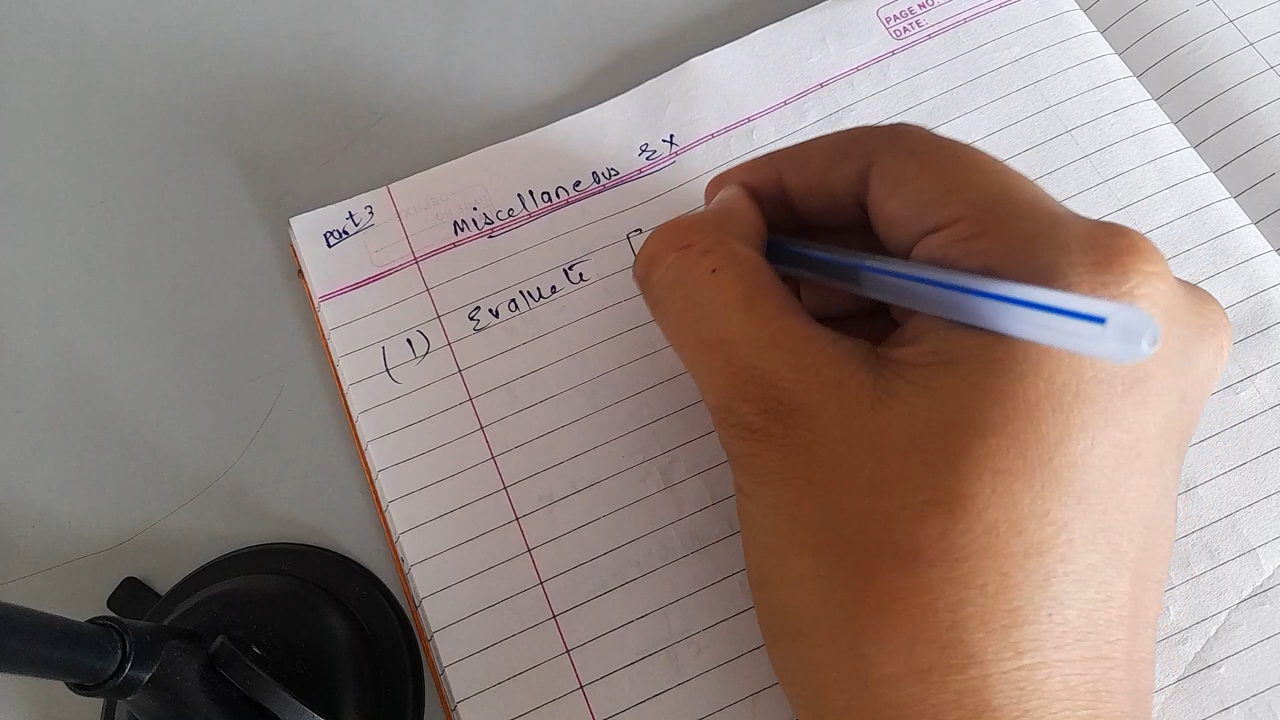 PAGE NO.
DATE:
Part 3
Miscellaneous Ex
(1) Evaluate [